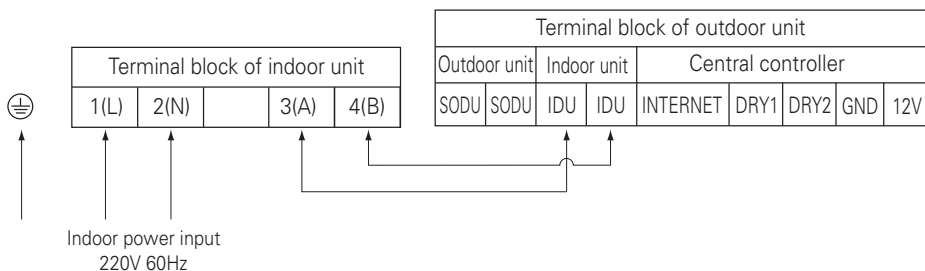 Terminal block of outdoor unit
Terminal block of indoor unit
Outdoor unit Indoor unit Central controller
1(L) 2(N) 3(A) 4(B)
SODU SODU IDU IDU INTERNET DRY1 DRY2 GND 12V
Indoor power input
220V 60Hz